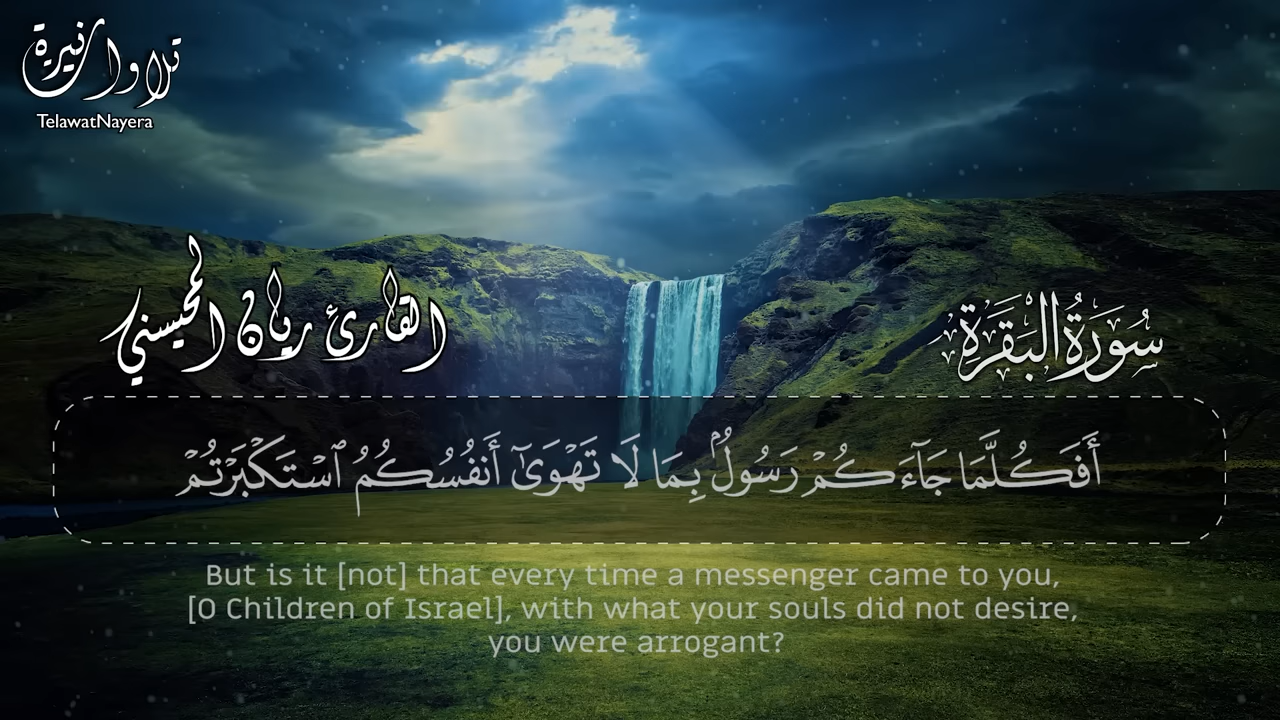 تلاوات نيرة
TelawatNayera
القارئ ريان المحيسني
سُورَةُ البَقَرَةِ
أَفَكُلَّمَا جَآءَكُمْ رَسُولٌۢ بِمَا لَا تَهْوَىٰٓ أَنفُسُكُمُ ٱسْتَكْبَرْتُمْ
But is it [not] that every time a messenger came to you,
[O Children of Israel], with what your souls did not desire,
you were arrogant?